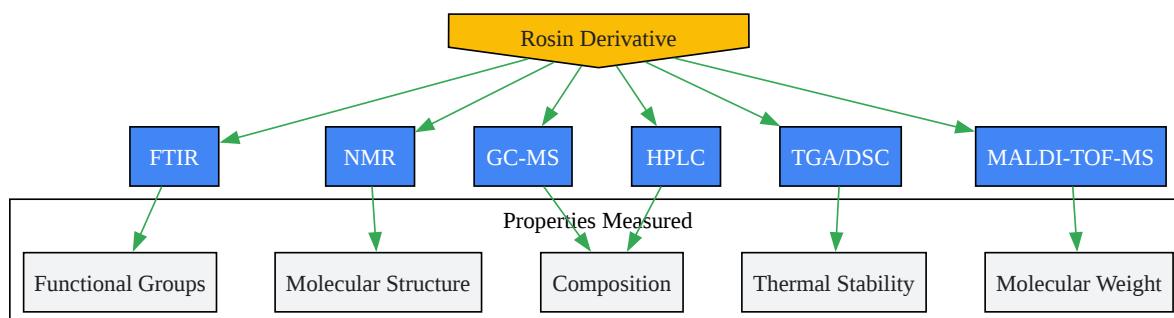 Rosin Derivative
FTIR
NMR
GC-MS
HPLC
TGA/DSC
MALDI-TOF-MS
Properties Measured
Functional Groups
Molecular Structure
Composition
Thermal Stability
Molecular Weight